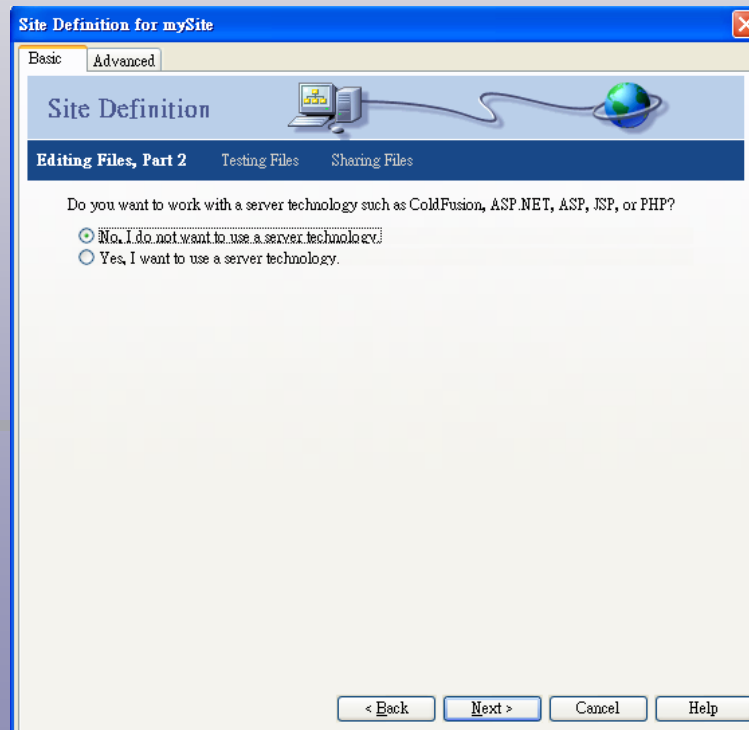 Site Definition for mySite
Basic Advanced
Site Definition
Editing Files, Part 2 Testing Files Sharing Files
Do you want to work with a server technology such as ColdFusion, ASP.NET, ASP, JSP, or PHP?
No, I do not want to use a server technology.
Yes, I want to use a server technology.
< Back Next > Cancel Help